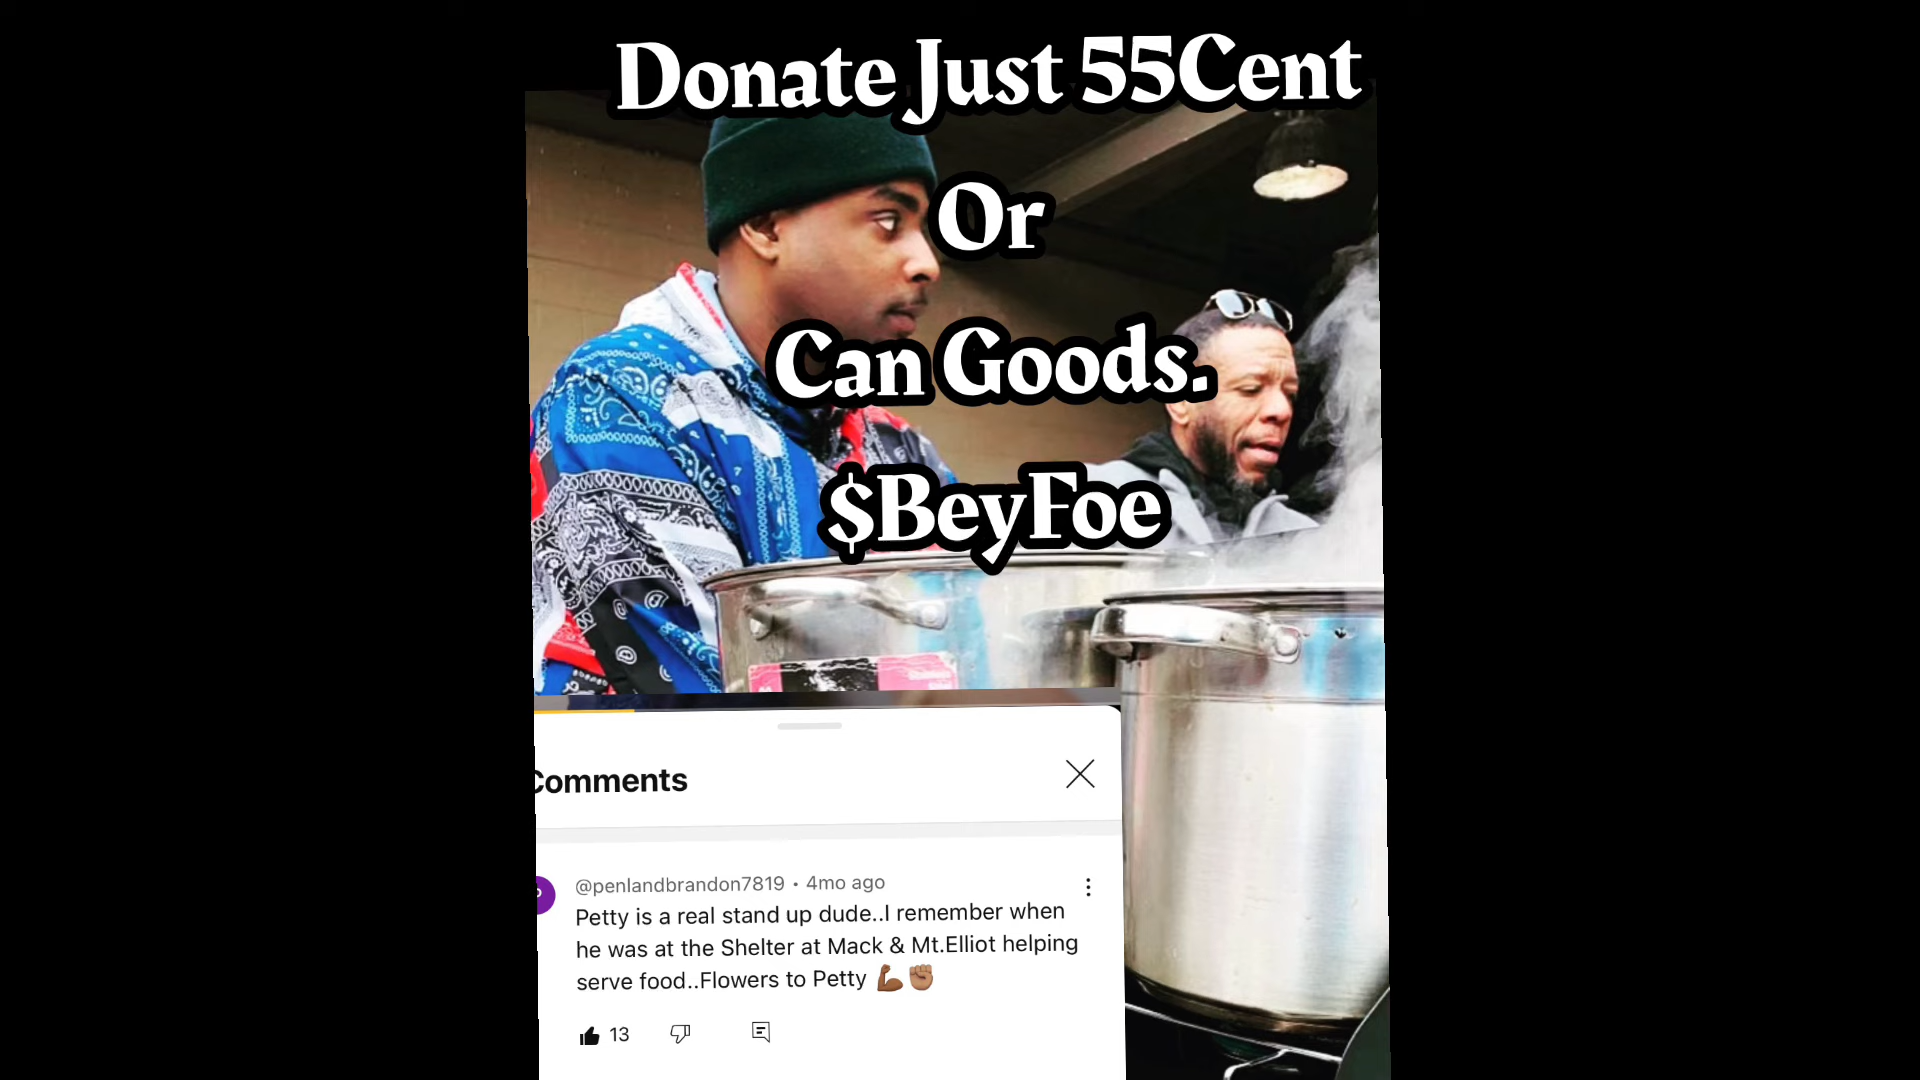 Donate Just 55Cent
Or
Can Goods.
$BeyFoe
Comments
@penlandbrandon7819 • 4mo ago
Petty is a real stand up dude..I remember when
he was at the Shelter at Mack & Mt.Elliot helping
serve food..Flowers to Petty 💪🏾✊🏽
13